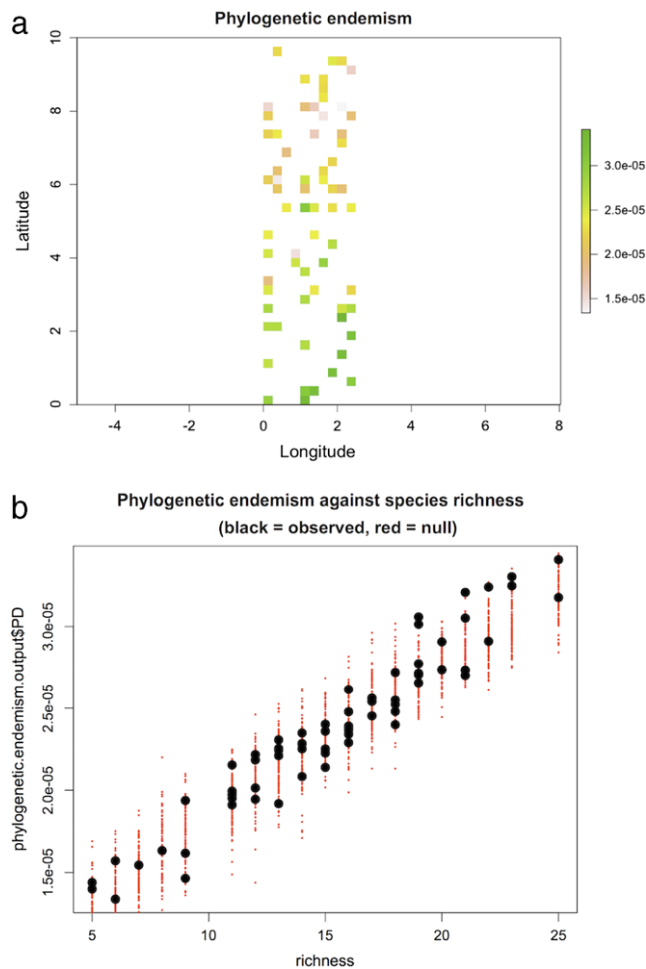 a
Phylogenetic endemism
10
8
6
4
2
0
Latitude
-4 -2 0 2 4 6 8
Longitude
3.0e-05
2.5e-05
2.0e-05
1.5e-05
b
Phylogenetic endemism against species richness
(black = observed, red = null)
3.0e-05
2.5e-05
2.0e-05
1.5e-05
phylogenetic.endemism.output$PD
5 10 15 20 25
richness